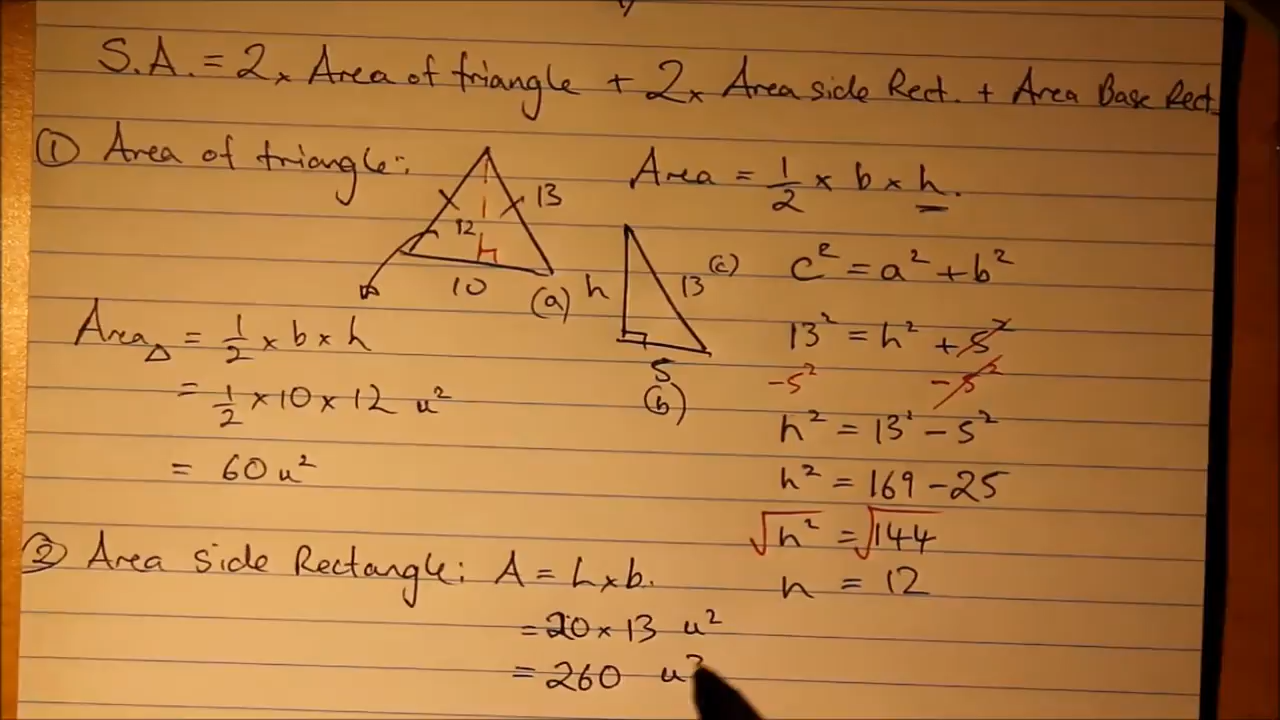 S.A. = 2 x Area of triangle + 2 x Area side Rect. + Area Base Rect.
① Area of triangle:
13
12
10
Area = 1/2 x b x h.
(a) h
13 (c)
5
(b)
c² = a² + b²
13² = h² + 5²
-5² -5²
h² = 13² - 5²
h² = 169 - 25
√h² = √144
h = 12
Area△ = 1/2 x b x h
= 1/2 x 10 x 12 u²
= 60 u²
② Area side Rectangle: A = L x b.
= 20 x 13 u²
= 260 u²